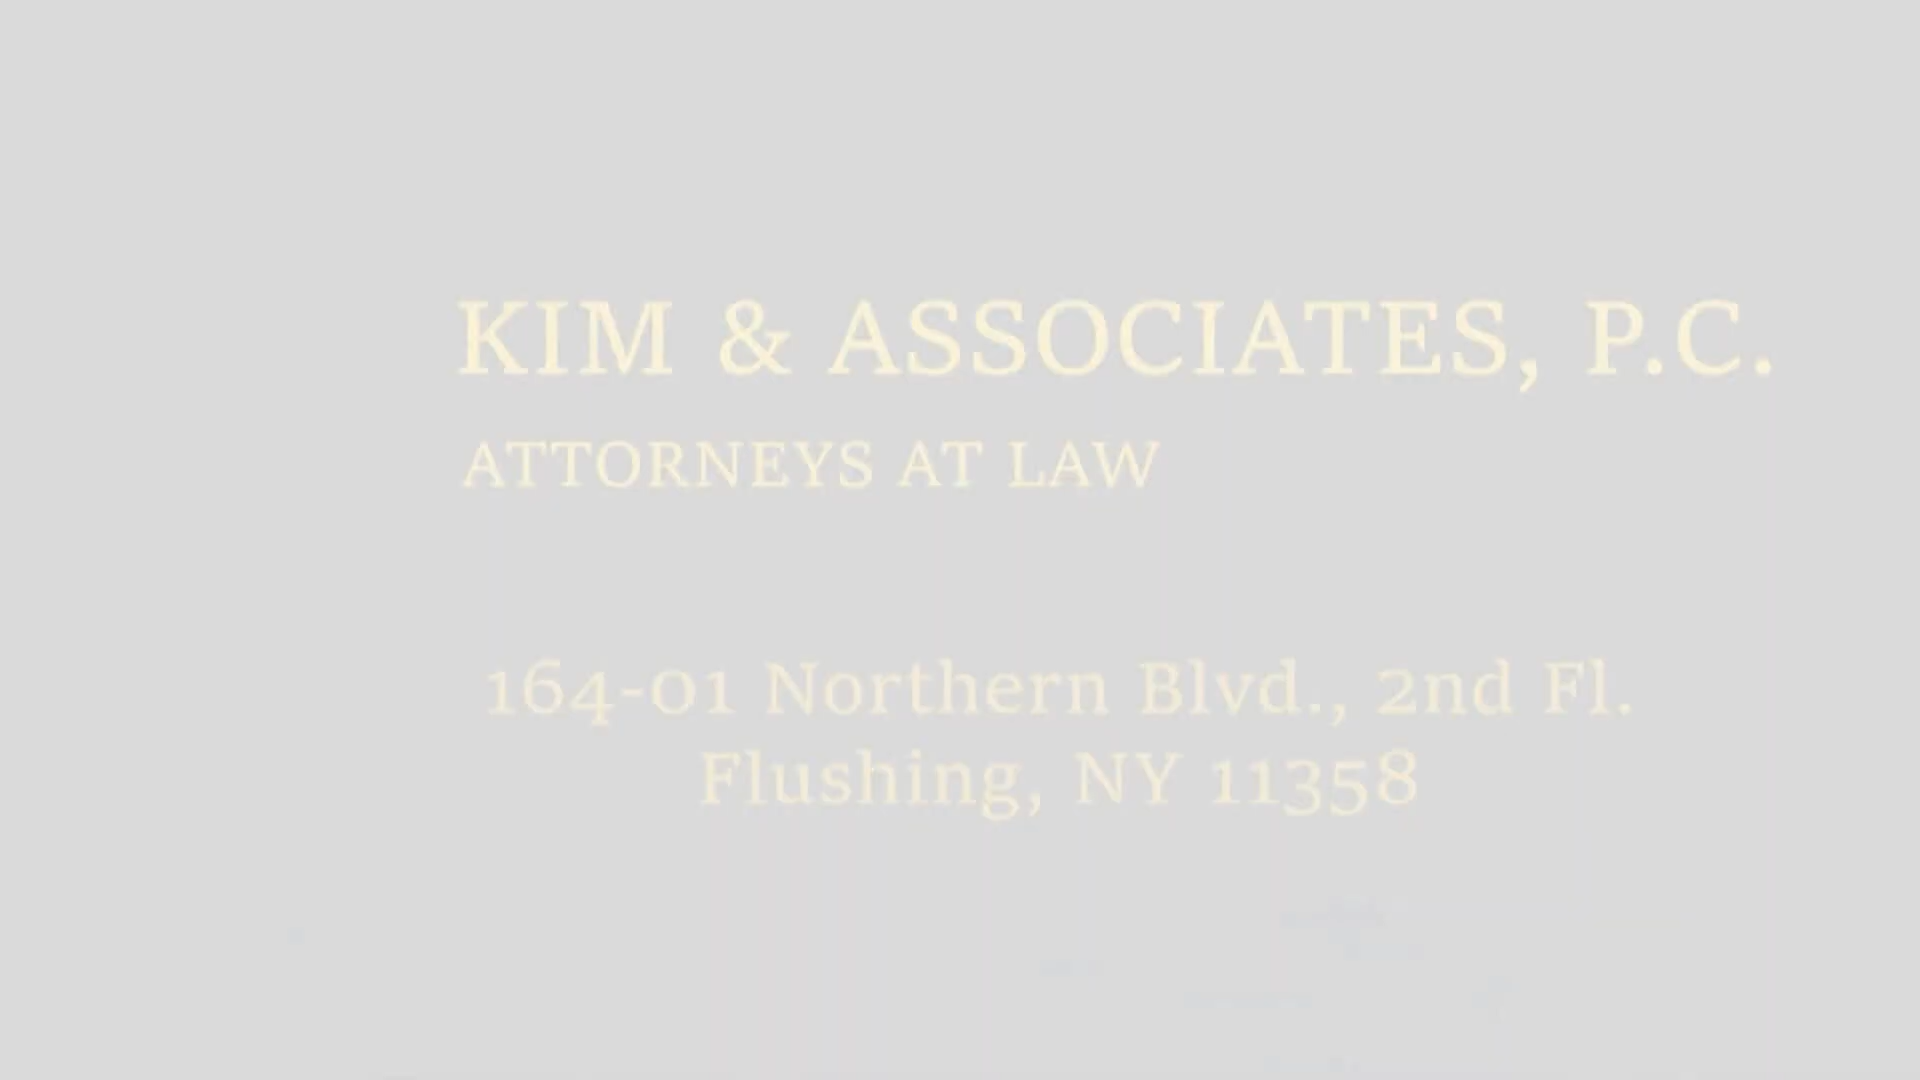 KIM & ASSOCIATES, P.C.
ATTORNEYS AT LAW
164-01 Northern Blvd., 2nd Fl.
Flushing, NY 11358